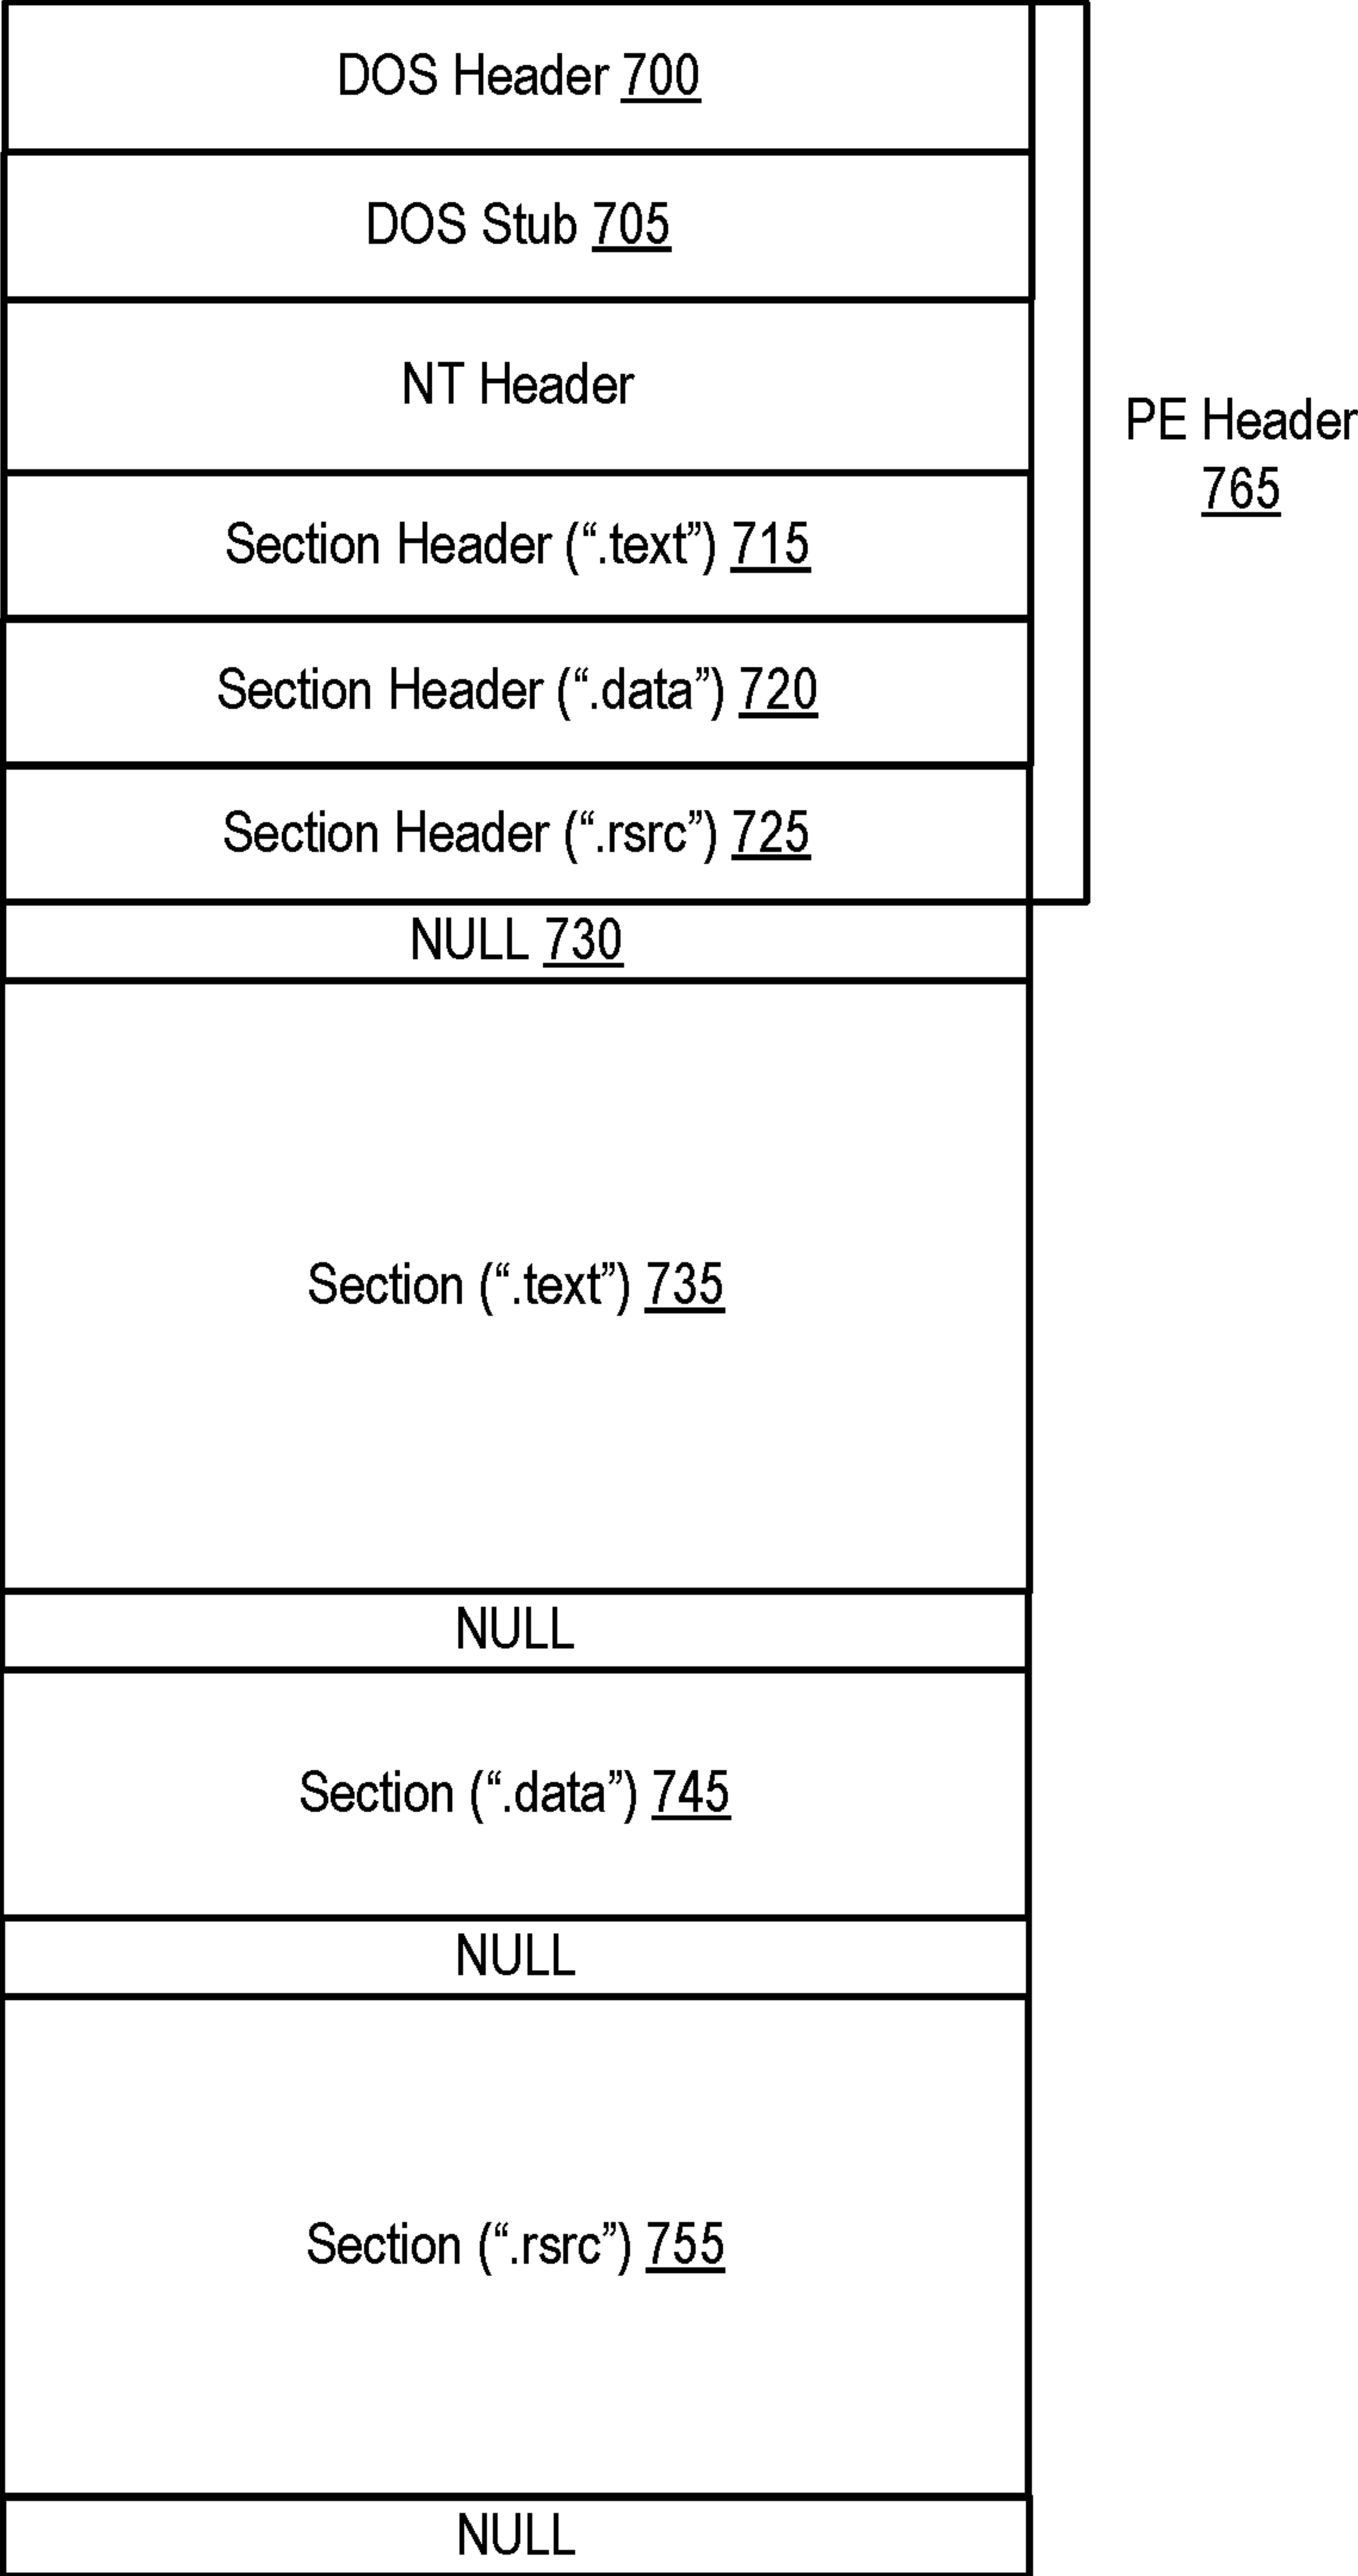 DOS Header 700
DOS Stub 705
NT Header
PE Header
765
Section Header (“.text”) 715
Section Header (“.data”) 720
Section Header (“.rsrc”) 725
NULL 730
Section (“.text”) 735
NULL
Section (“.data”) 745
NULL
Section (“.rsrc”) 755
NULL